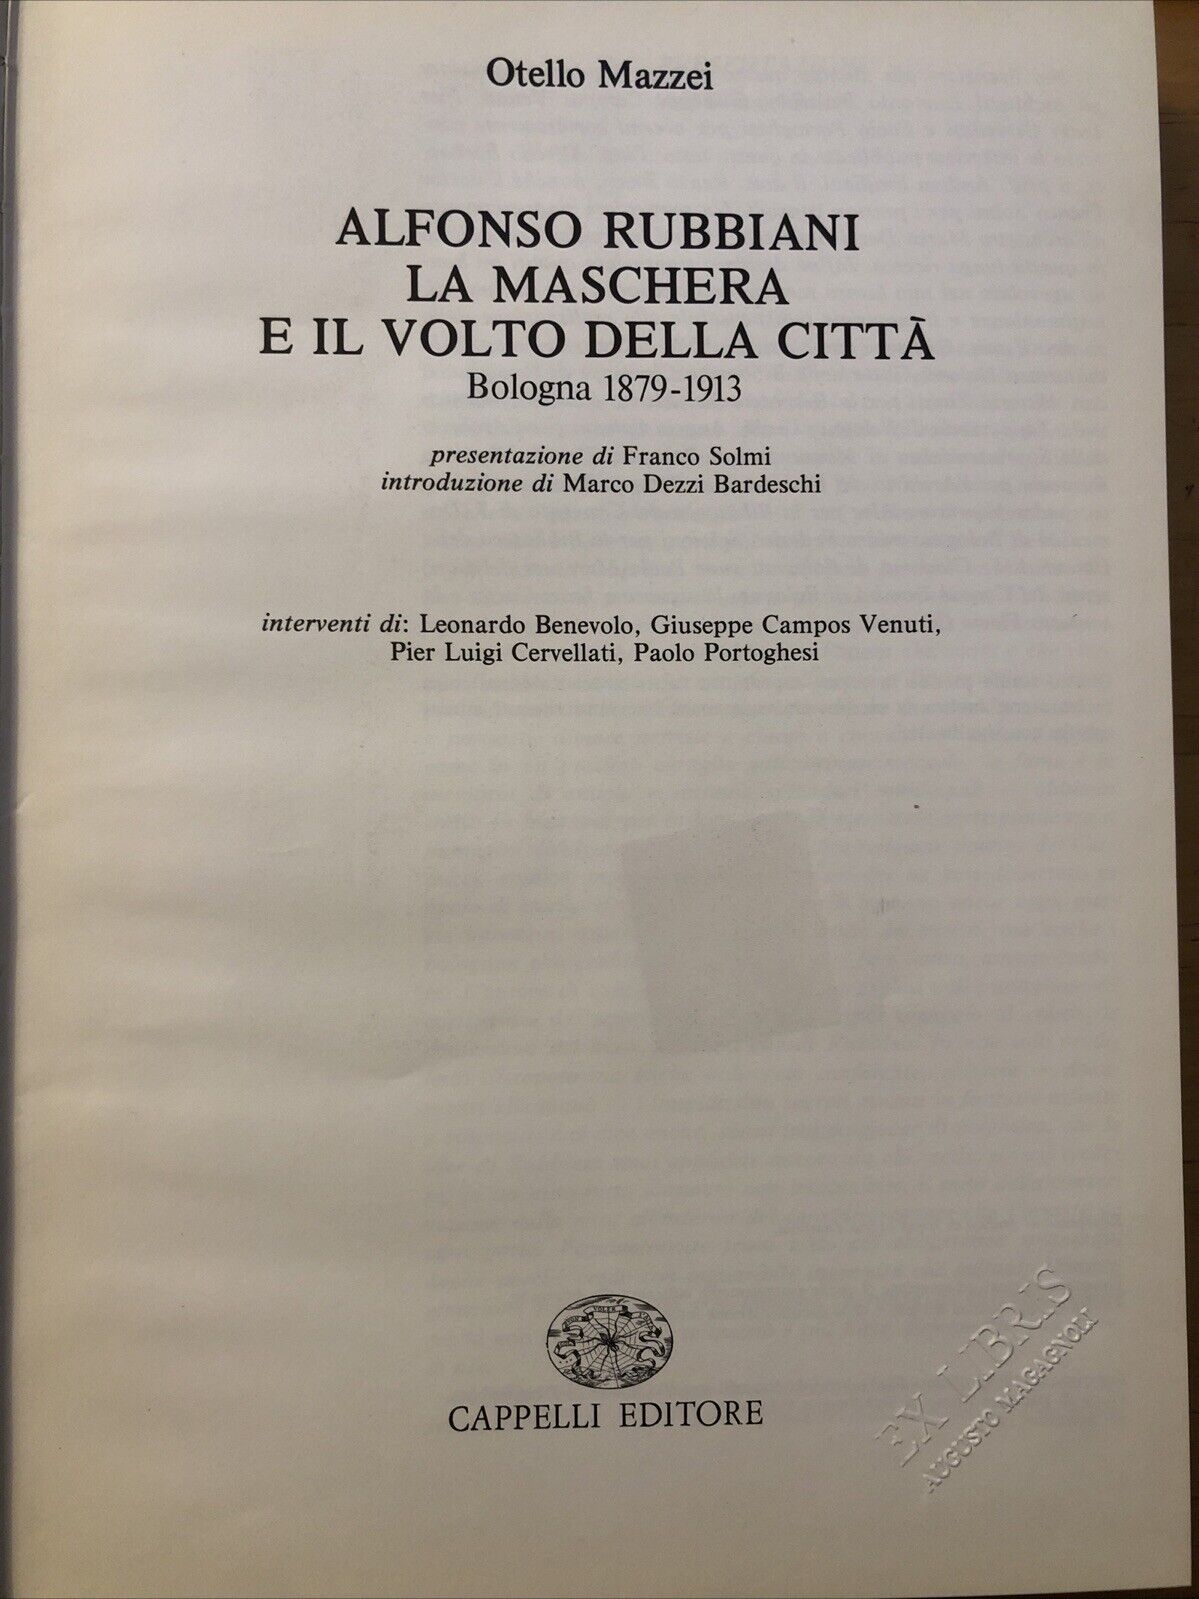 Otello Mazzei
ALFONSO RUBBIANI
LA MASCHERA
E IL VOLTO DELLA CITTÀ
Bologna 1879-1913
presentazione di Franco Solmi
introduzione di Marco Dezzi Bardeschi
interventi di: Leonardo Benevolo, Giuseppe Campos Venuti,
Pier Luigi Cervellati, Paolo Portoghesi
CAPPELLI EDITORE
EX LIBRIS
AUGUSTO MAGAGNOLI